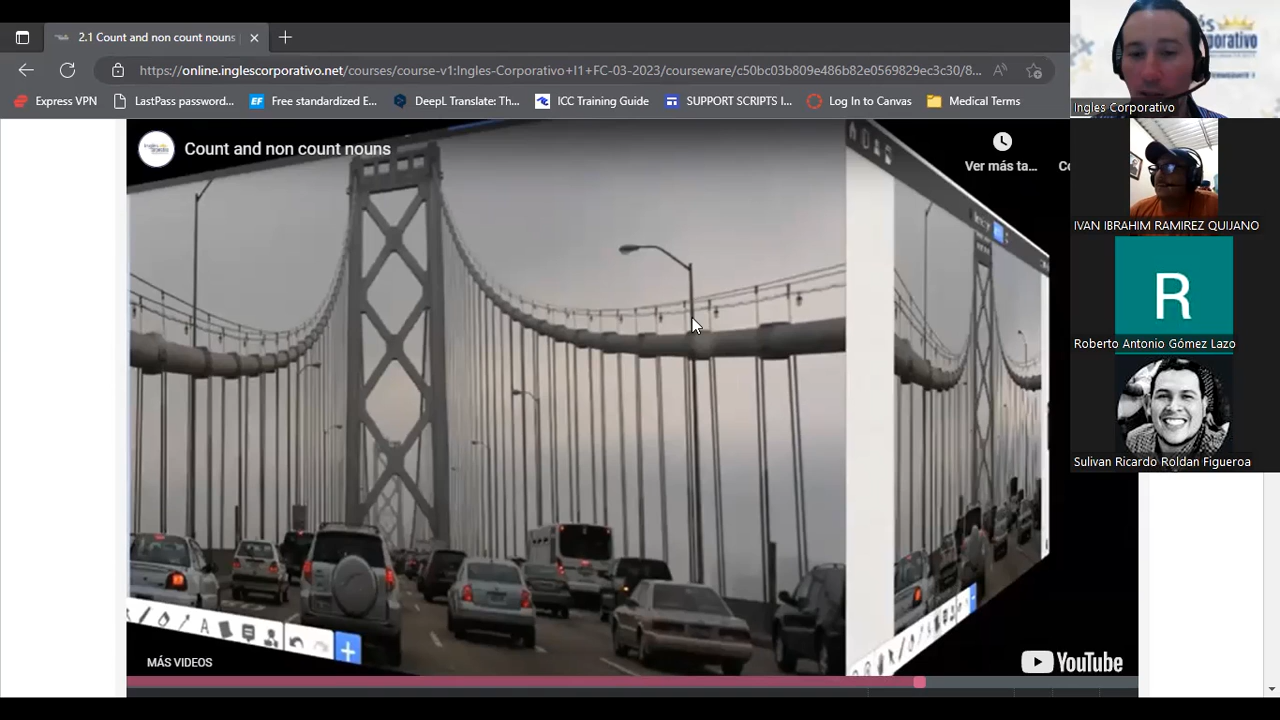 2.1 Count and non count nouns
https://online.inglescorporativo.net/courses/course-v1:Ingles-Corporativo+I1+FC-03-2023/courseware/c50bc03b809e486b82e0569829ec3c30/8...
Express VPN
LastPass password...
EF
Free standardized E...
DeepL Translate: Th...
ICC Training Guide
SUPPORT SCRIPTS I...
Log In to Canvas
Medical Terms
Count and non count nouns
Ver más ta...
MÁS VIDEOS
YouTube
Ingles Corporativo
IVAN IBRAHIM RAMIREZ QUIJANO
R
Roberto Antonio Gómez Lazo
Sulivan Ricardo Roldan Figueroa